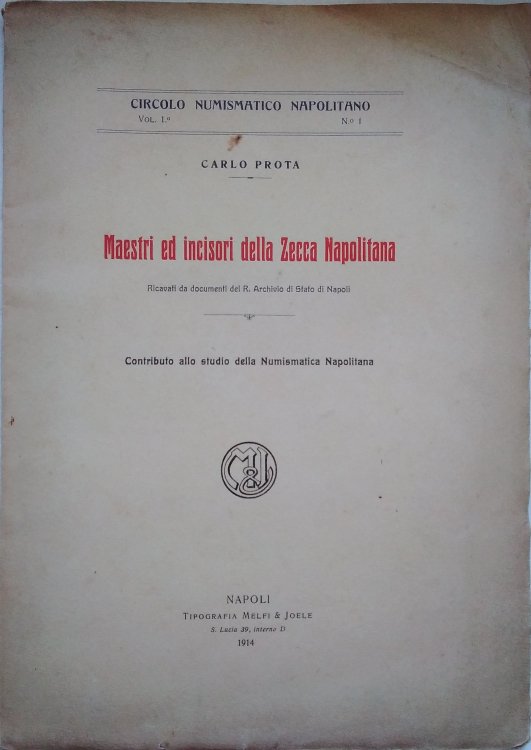 CIRCOLO NUMISMATICO NAPOLITANO
VOL. I.º Nº 1
CARLO PROTA
Maestri ed incisori della Zecca Napolitana
Ricavati da documenti del R. Archivio di Stato di Napoli
Contributo allo studio della Numismatica Napolitana
M&J
NAPOLI
TIPOGRAFIA MELFI & JOELE
S. Lucia 39, interno D
1914